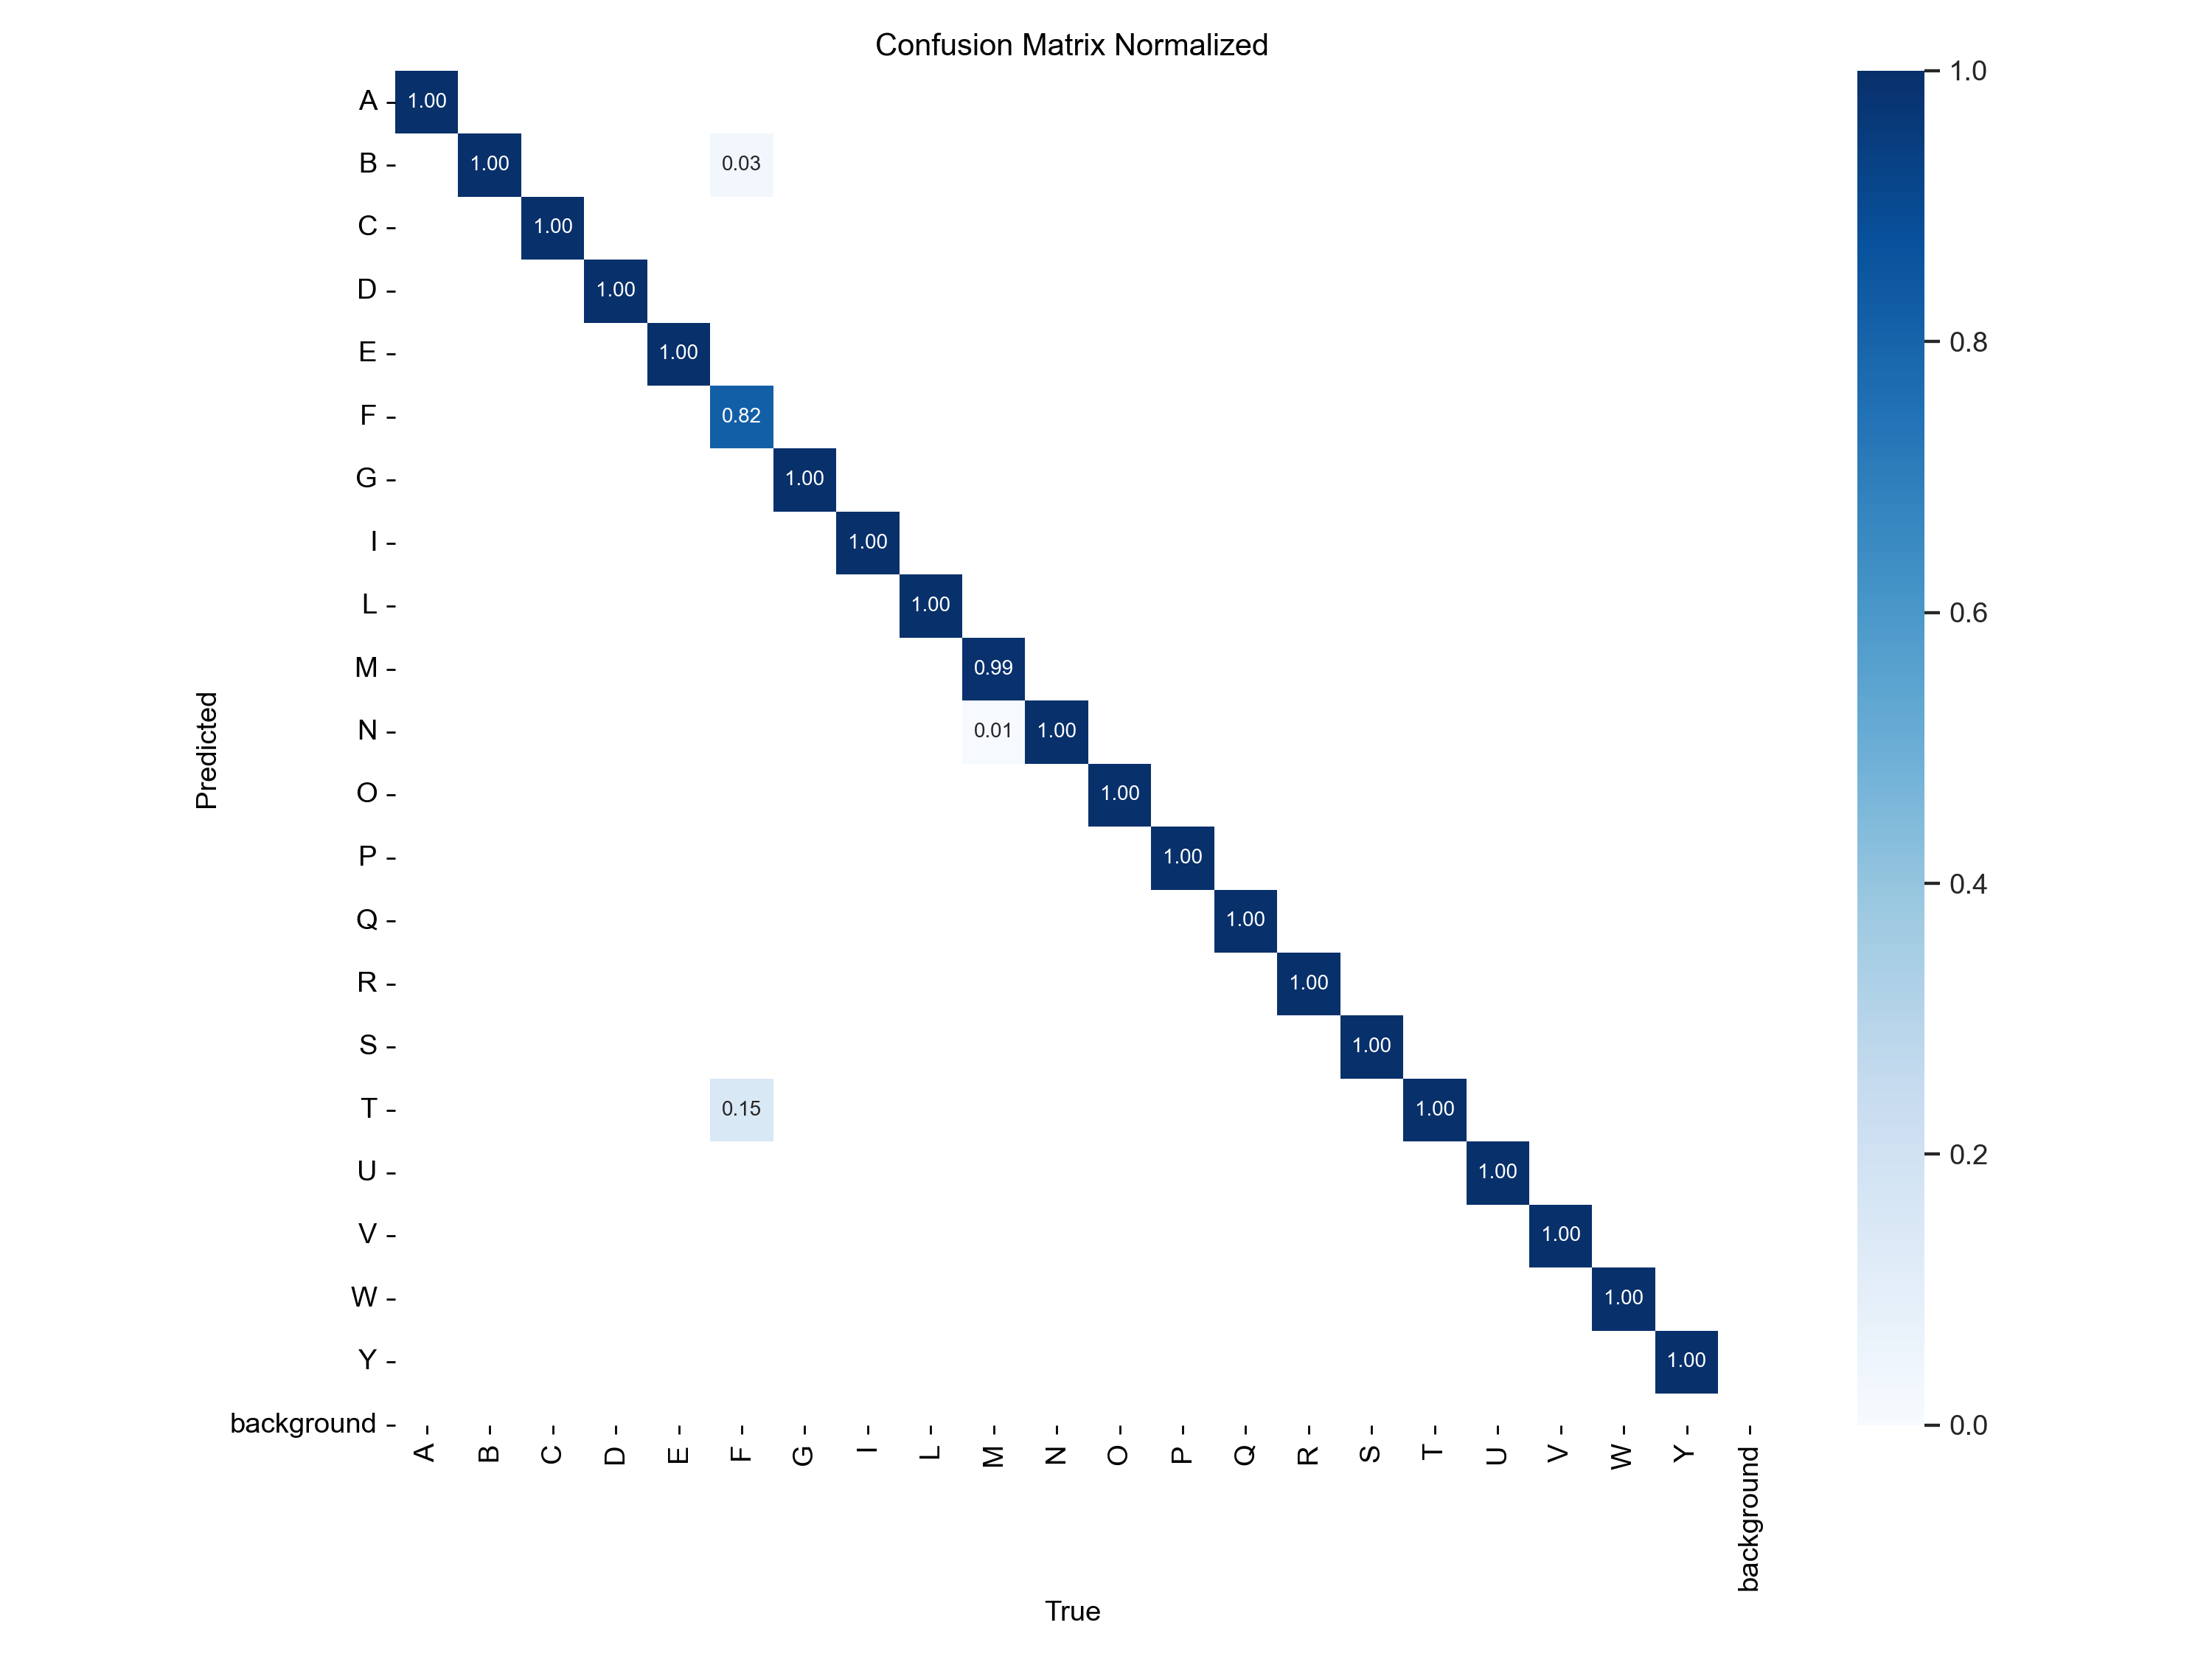 Confusion Matrix Normalized
A 1.00
B 1.00 0.03
C 1.00
D 1.00
E 1.00
F 0.82
G 1.00
I 1.00
L 1.00
M 0.99
N 0.01 1.00
O 1.00
P 1.00
Q 1.00
R 1.00
S 1.00
T 0.15 1.00
U 1.00
V 1.00
W 1.00
Y 1.00
background
A B C D E F G I L M N O P Q R S T U V W Y background
True
Predicted
1.0
0.8
0.6
0.4
0.2
0.0